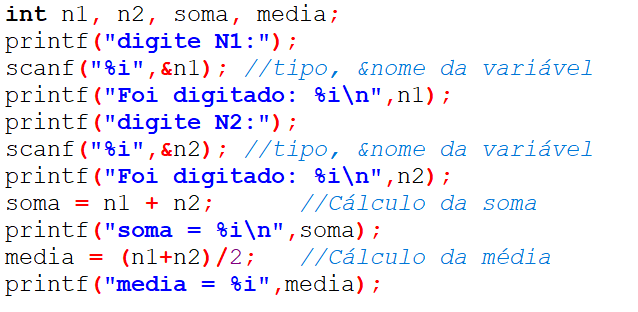 int n1, n2, soma, media;
printf("digite N1:");
scanf("%i",&n1); //tipo, &nome da variável
printf("Foi digitado: %i\n",n1);
printf("digite N2:");
scanf("%i",&n2); //tipo, &nome da variável
printf("Foi digitado: %i\n",n2);
soma = n1 + n2;      //Cálculo da soma
printf("soma = %i\n",soma);
media = (n1+n2)/2;   //Cálculo da média
printf("media = %i",media);